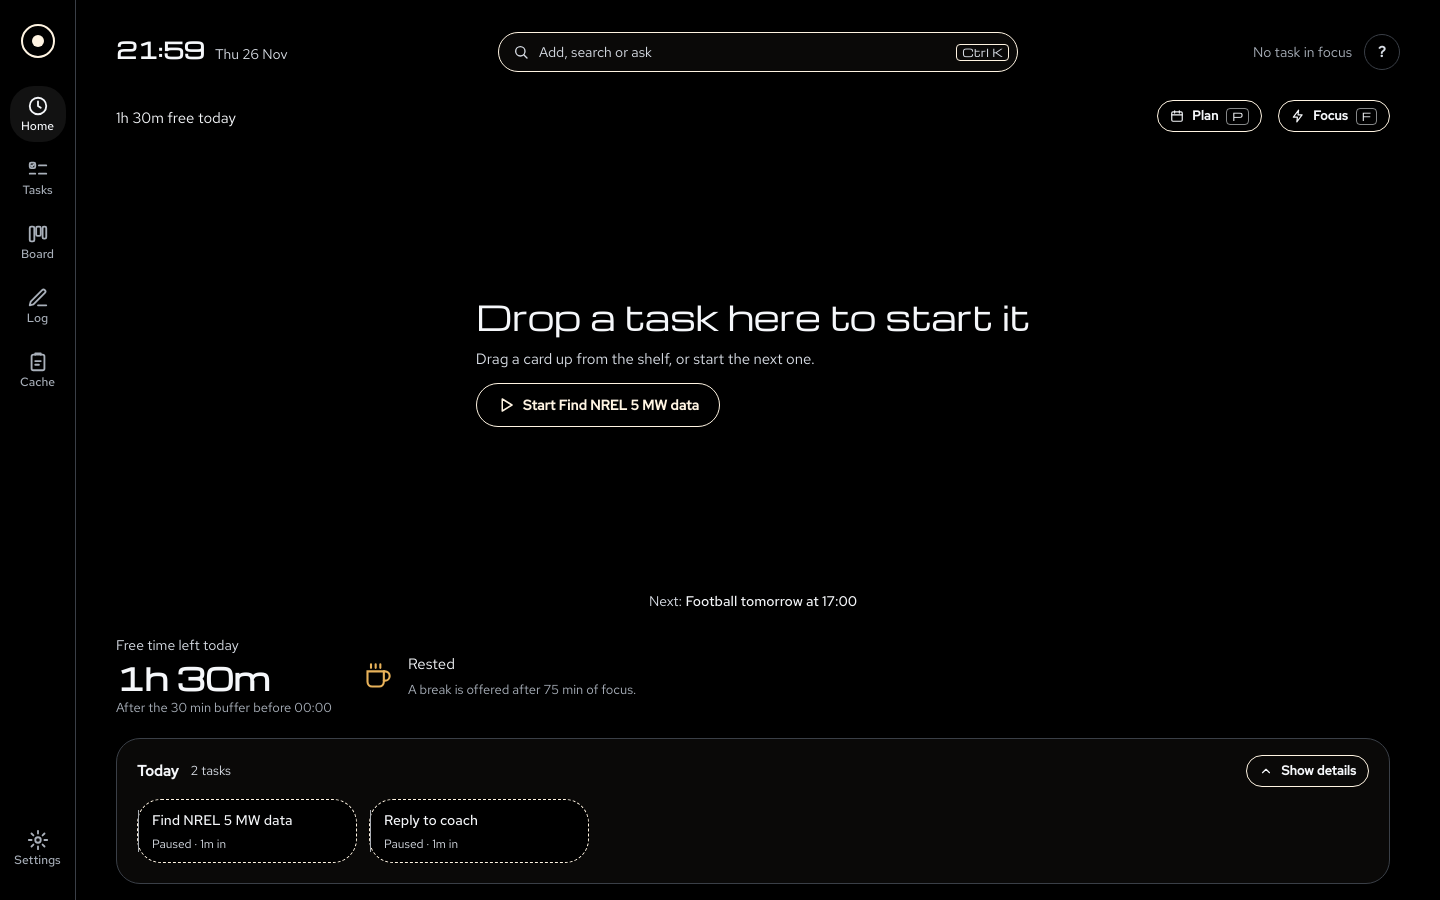 21:59 Thu 26 Nov
Add, search or ask Ctrl K
No task in focus ?
Home
Tasks
Board
Log
Cache
Settings
1h 30m free today
Plan P
Focus F
Drop a task here to start it
Drag a card up from the shelf, or start the next one.
Start Find NREL 5 MW data
Next: Football tomorrow at 17:00
Free time left today
1h 30m
After the 30 min buffer before 00:00
Rested
A break is offered after 75 min of focus.
Today 2 tasks
Show details
Find NREL 5 MW data
Paused · 1m in
Reply to coach
Paused · 1m in